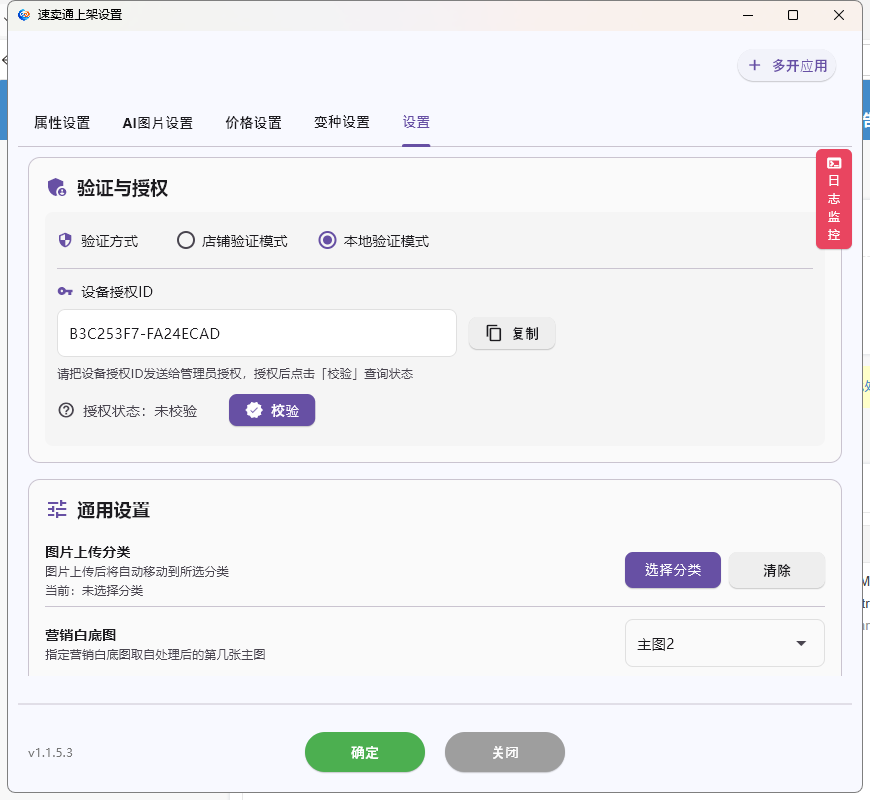 速卖通上架设置
多开应用
属性设置 AI图片设置 价格设置 变种设置 设置
日志监控
验证与授权
验证方式 店铺验证模式 本地验证模式
设备授权ID
B3C253F7-FA24ECAD 复制
请把设备授权ID发送给管理员授权，授权后点击「校验」查询状态
授权状态：未校验 校验
通用设置
图片上传分类
图片上传后将自动移动到所选分类
当前：未选择分类
选择分类 清除
营销白底图
指定营销白底图取自处理后的第几张主图
主图2
v1.1.5.3 确定 关闭